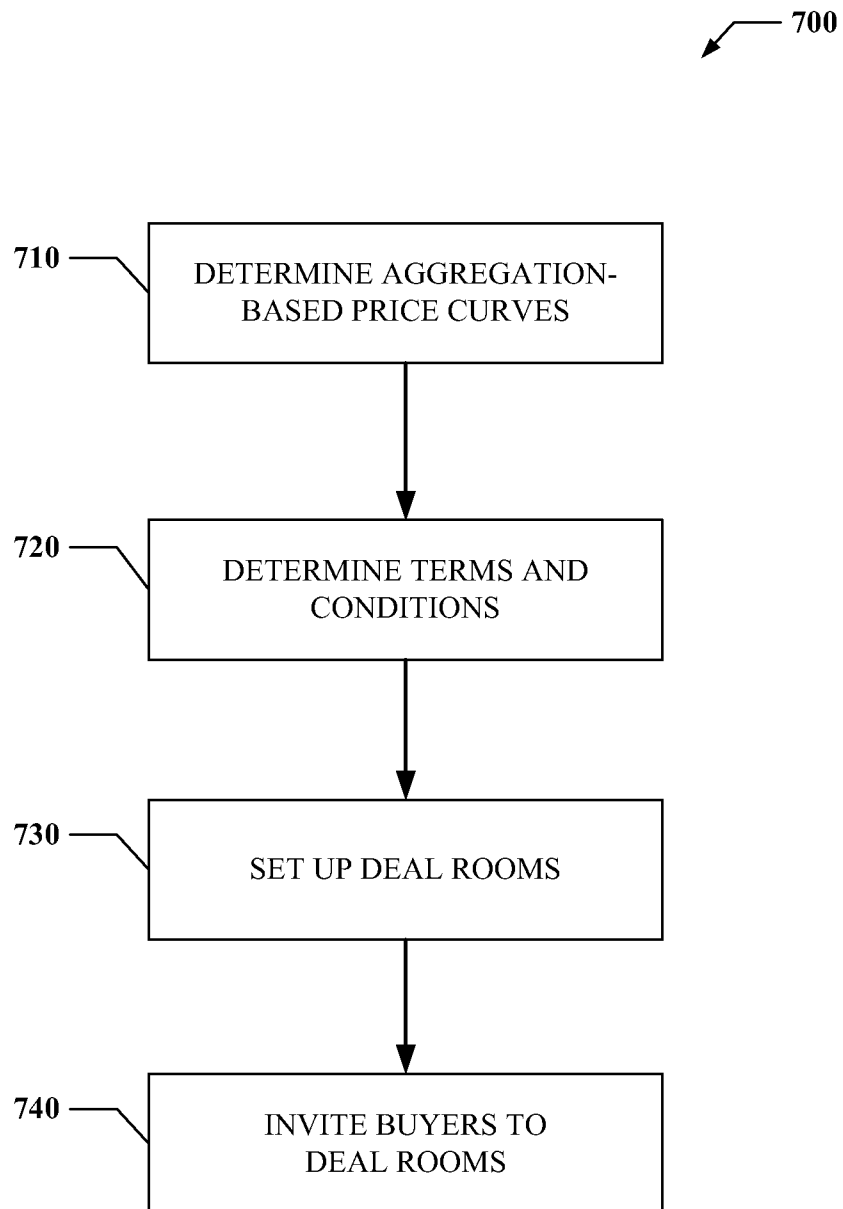 700
710
DETERMINE AGGREGATION-
BASED PRICE CURVES
720
DETERMINE TERMS AND
CONDITIONS
730
SET UP DEAL ROOMS
740
INVITE BUYERS TO
DEAL ROOMS